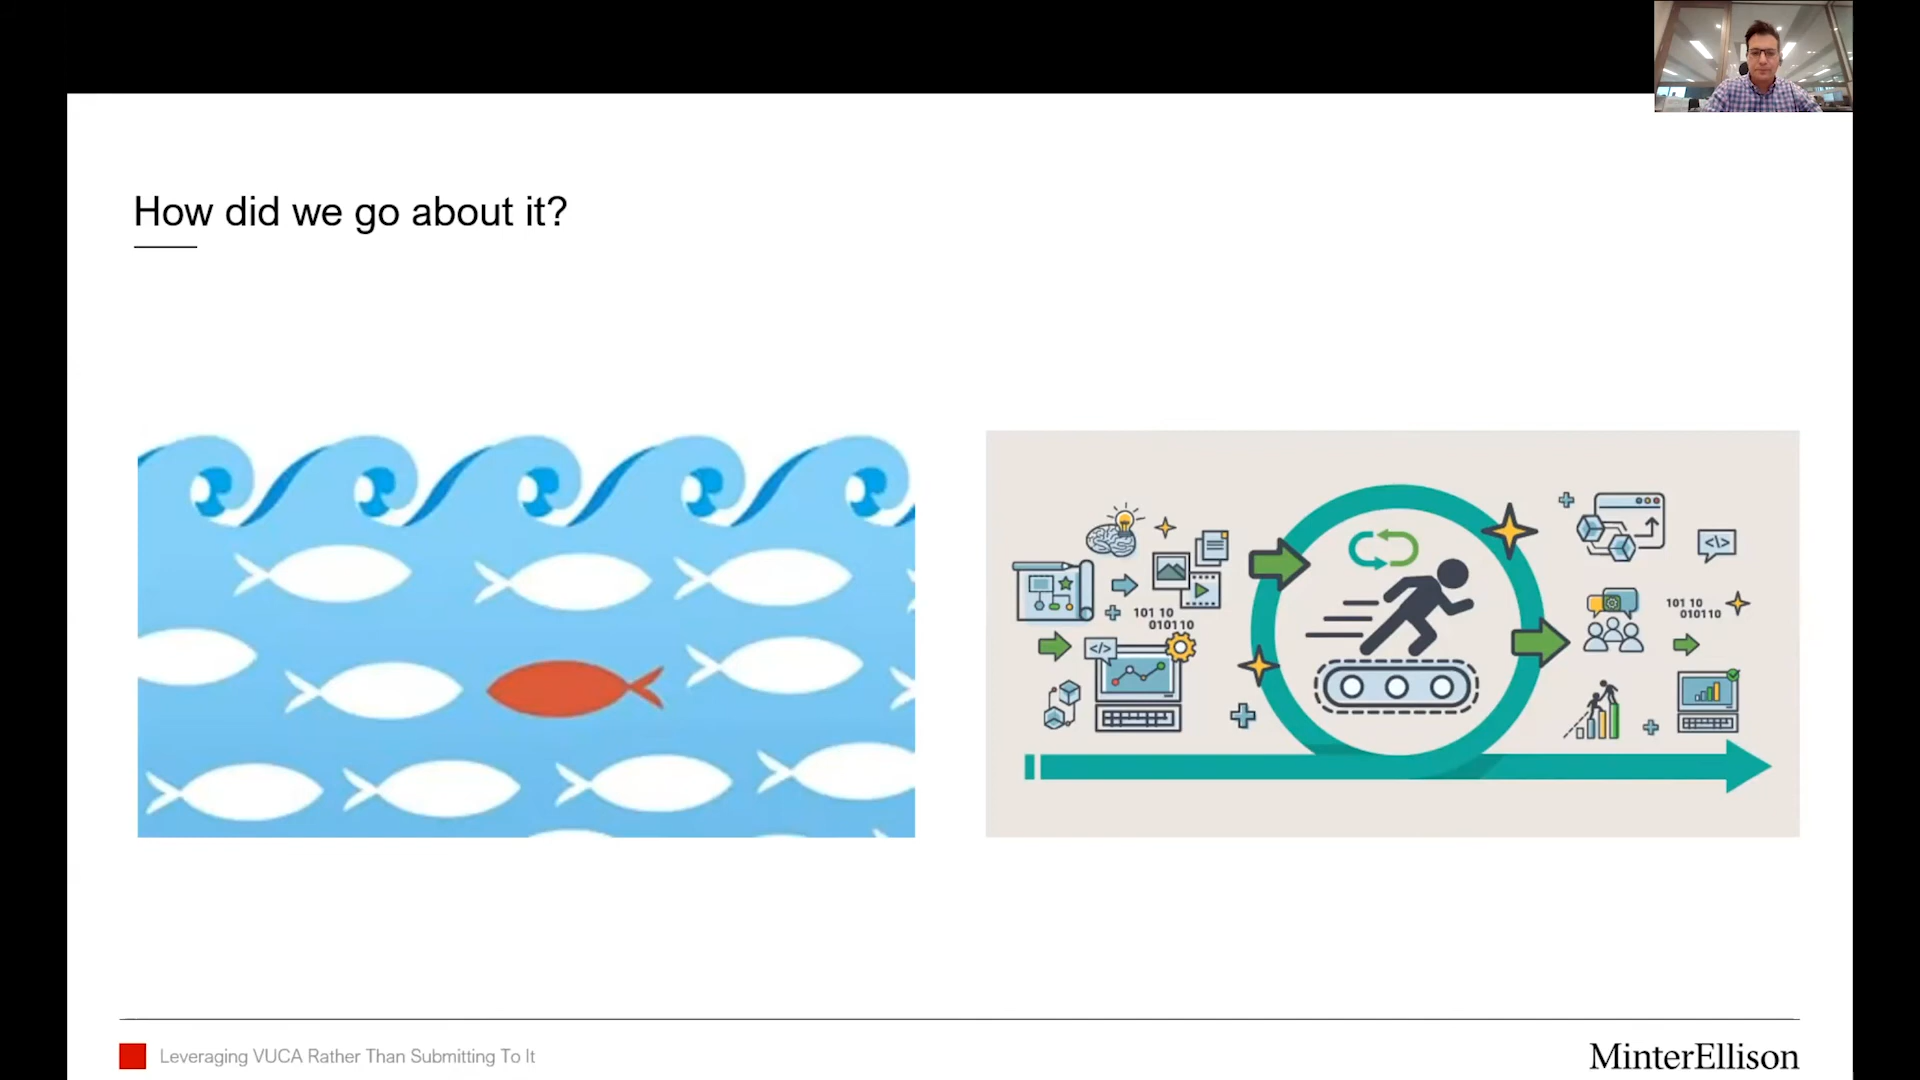 How did we go about it?
101 10
010110
</>
</>
101 10
010110
Leveraging VUCA Rather Than Submitting To It
MinterEllison